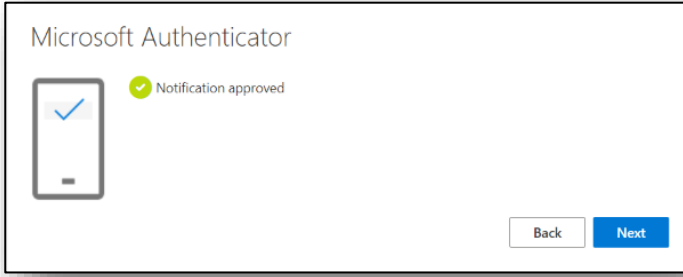 Microsoft Authenticator
Notification approved
Back
Next